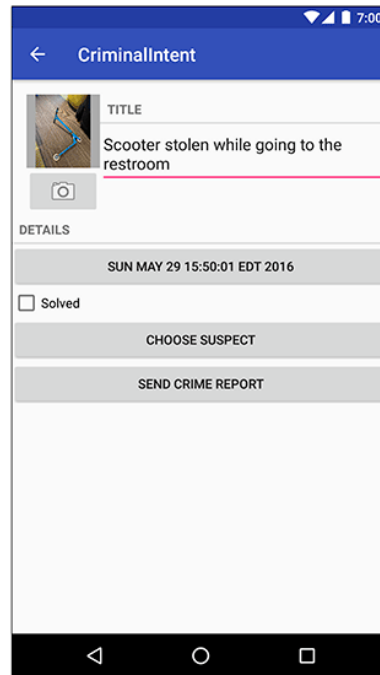 7:00
CriminalIntent
TITLE
Scooter stolen while going to the
restroom
DETAILS
SUN MAY 29 15:50:01 EDT 2016
Solved
CHOOSE SUSPECT
SEND CRIME REPORT